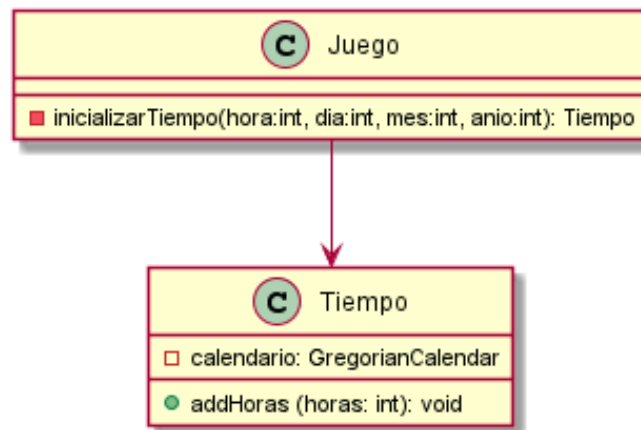 C Juego
inicializarTiempo(hora:int, dia:int, mes:int, anio:int): Tiempo
C Tiempo
calendario: GregorianCalendar
addHoras (horas: int): void